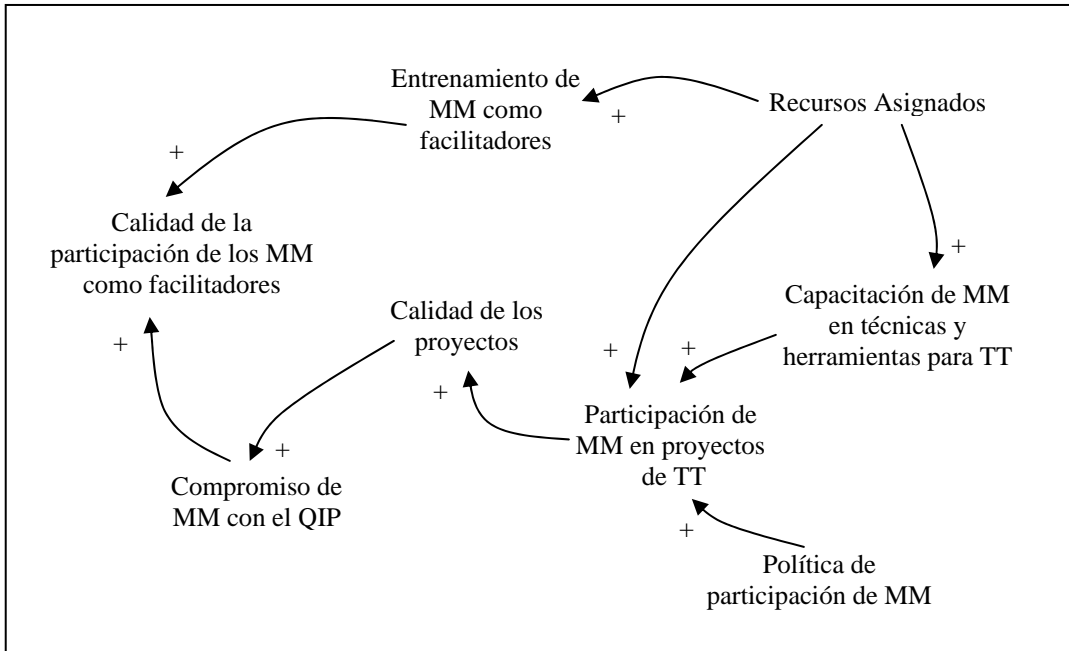 Entrenamiento de
MM como
facilitadores
+
Recursos Asignados
+
Calidad de la
participación de los MM
como facilitadores
+
+
Capacitación de MM
en técnicas y
herramientas para TT
Calidad de los
proyectos
+
+
+
+
Participación de
MM en proyectos
de TT
+
Compromiso de
MM con el QIP
+
Política de
participación de MM